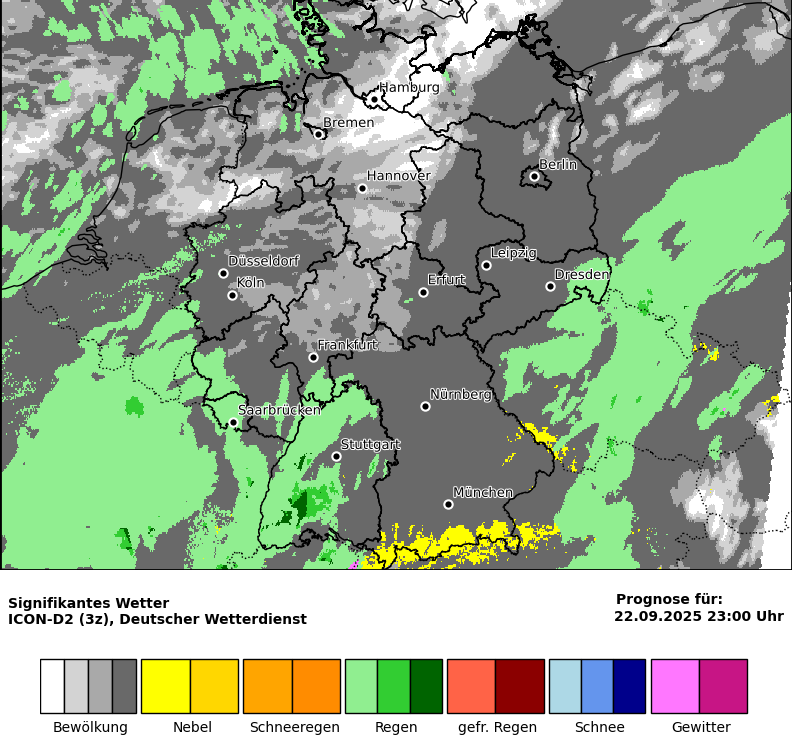 Hamburg
Bremen
Berlin
Hannover
Leipzig
Düsseldorf
Dresden
Köln
Erfurt
Frankfurt
Nürnberg
Saarbrücken
Stuttgart
München
Signifikantes Wetter
ICON-D2 (3z), Deutscher Wetterdienst
Prognose für:
22.09.2025 23:00 Uhr
Bewölkung
Nebel
Schneeregen
Regen
gefr. Regen
Schnee
Gewitter